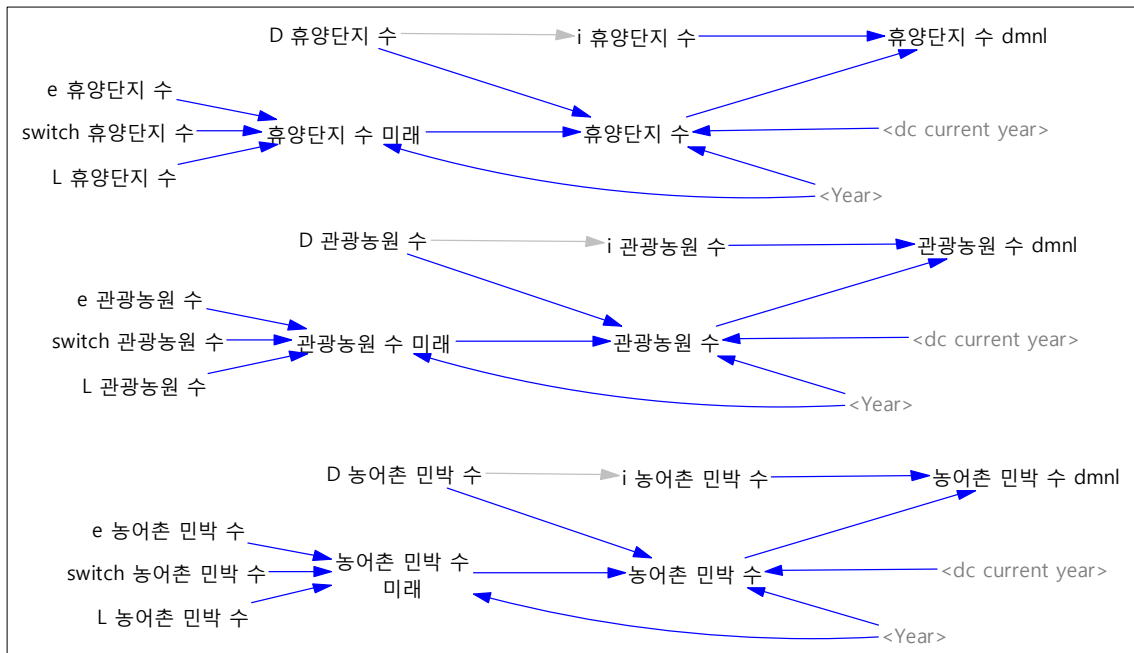 D 휴양단지 수
i 휴양단지 수
휴양단지 수 dmnl
e 휴양단지 수
switch 휴양단지 수
휴양단지 수 미래
휴양단지 수
<dc current year>
L 휴양단지 수
<Year>
D 관광농원 수
i 관광농원 수
관광농원 수 dmnl
e 관광농원 수
switch 관광농원 수
관광농원 수 미래
관광농원 수
<dc current year>
L 관광농원 수
<Year>
D 농어촌 민박 수
i 농어촌 민박 수
농어촌 민박 수 dmnl
e 농어촌 민박 수
switch 농어촌 민박 수
농어촌 민박 수
미래
농어촌 민박 수
<dc current year>
L 농어촌 민박 수
<Year>